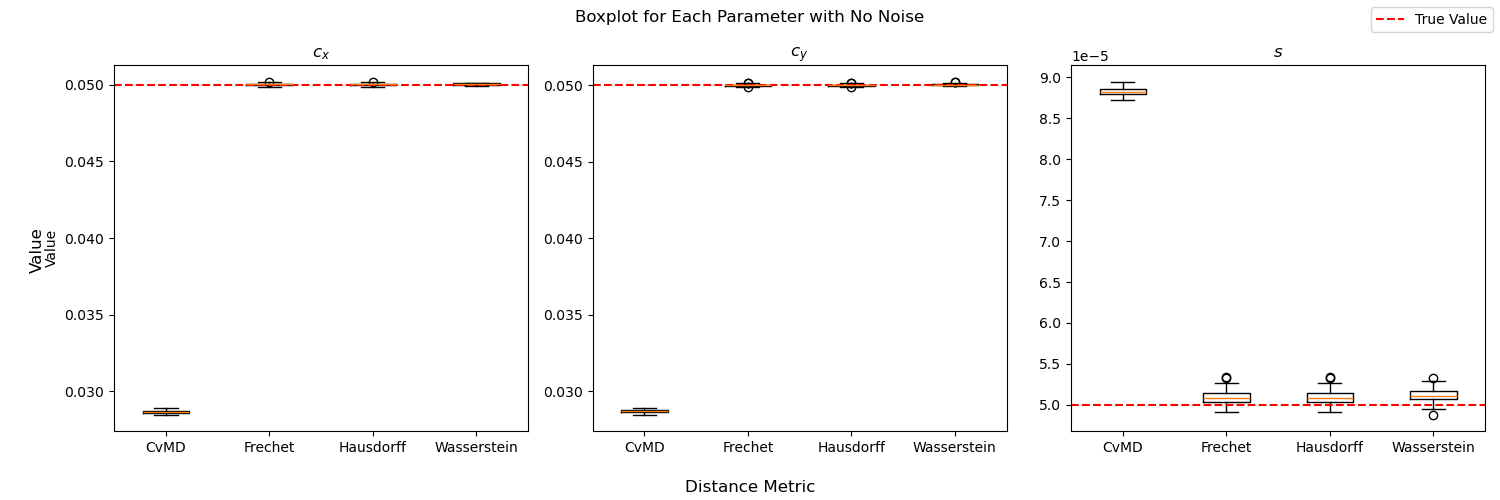 Boxplot for Each Parameter with No Noise
True Value
c_x
c_y
s
1e−5
Value
Value
0.050
0.045
0.040
0.035
0.030
CvMD
Frechet
Hausdorff
Wasserstein
0.050
0.045
0.040
0.035
0.030
CvMD
Frechet
Hausdorff
Wasserstein
9.0
8.5
8.0
7.5
7.0
6.5
6.0
5.5
5.0
CvMD
Frechet
Hausdorff
Wasserstein
Distance Metric